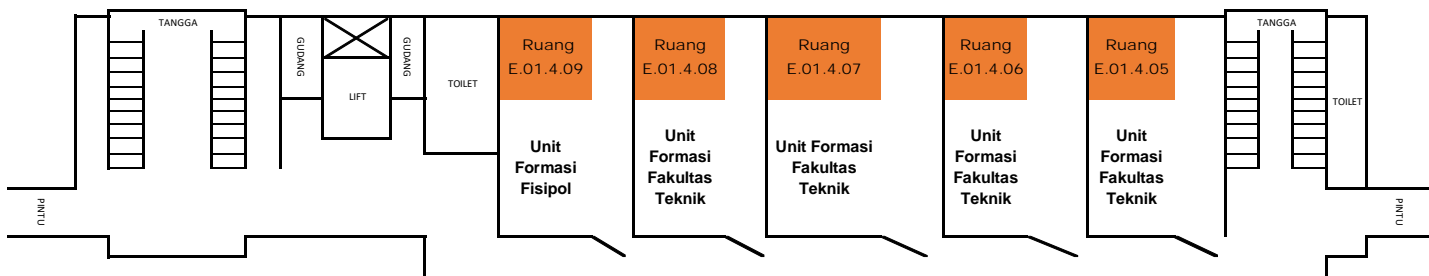 TANGGA
GUDANG
LIFT
GUDANG
TOILET
Ruang
E.01.4.09
Unit
Formasi
Fisipol
Ruang
E.01.4.08
Unit
Formasi
Fakultas
Teknik
Ruang
E.01.4.07
Unit Formasi
Fakultas
Teknik
Ruang
E.01.4.06
Unit
Formasi
Fakultas
Teknik
Ruang
E.01.4.05
Unit
Formasi
Fakultas
Teknik
TANGGA
TOILET
PINTU
PINTU